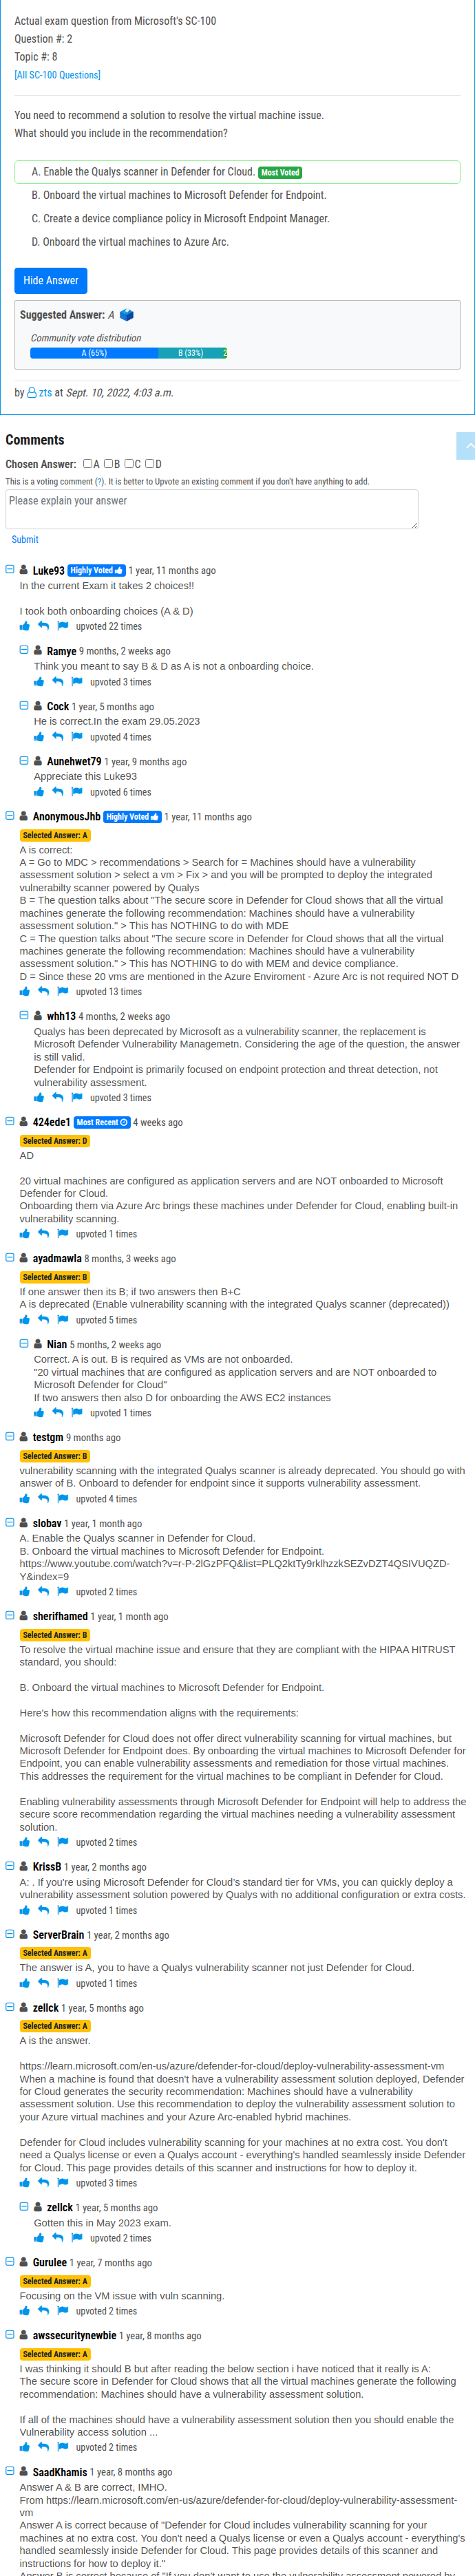 Actual exam question from Microsoft's SC-100
Question #: 2
Topic #: 8
[All SC-100 Questions]
You need to recommend a solution to resolve the virtual machine issue.
What should you include in the recommendation?
A. Enable the Qualys scanner in Defender for Cloud. Most Voted
B. Onboard the virtual machines to Microsoft Defender for Endpoint.
C. Create a device compliance policy in Microsoft Endpoint Manager.
D. Onboard the virtual machines to Azure Arc.
Hide Answer
Suggested Answer: A
Community vote distribution
A (65%) B (33%) 2
by zts at Sept. 10, 2022, 4:03 a.m.
Comments
Chosen Answer: A B C D
This is a voting comment (?). It is better to Upvote an existing comment if you don't have anything to add.
Please explain your answer
Submit
Luke93 Highly Voted 1 year, 11 months ago
In the current Exam it takes 2 choices!!
I took both onboarding choices (A & D)
upvoted 22 times
Ramye 9 months, 2 weeks ago
Think you meant to say B & D as A is not a onboarding choice.
upvoted 3 times
Cock 1 year, 5 months ago
He is correct.In the exam 29.05.2023
upvoted 4 times
Aunehwet79 1 year, 9 months ago
Appreciate this Luke93
upvoted 6 times
AnonymousJhb Highly Voted 1 year, 11 months ago
Selected Answer: A
A is correct:
A = Go to MDC > recommendations > Search for = Machines should have a vulnerability
assessment solution > select a vm > Fix > and you will be prompted to deploy the integrated
vulnerabilty scanner powered by Qualys
B = The question talks about "The secure score in Defender for Cloud shows that all the virtual
machines generate the following recommendation: Machines should have a vulnerability
assessment solution." > This has NOTHING to do with MDE
C = The question talks about "The secure score in Defender for Cloud shows that all the virtual
machines generate the following recommendation: Machines should have a vulnerability
assessment solution." > This has NOTHING to do with MEM and device compliance.
D = Since these 20 vms are mentioned in the Azure Enviroment - Azure Arc is not required NOT D
upvoted 13 times
whh13 4 months, 2 weeks ago
Qualys has been deprecated by Microsoft as a vulnerability scanner, the replacement is
Microsoft Defender Vulnerability Managemetn. Considering the age of the question, the answer
is still valid.
Defender for Endpoint is primarily focused on endpoint protection and threat detection, not
vulnerability assessment.
upvoted 3 times
424ede1 Most Recent 4 weeks ago
Selected Answer: D
AD
20 virtual machines are configured as application servers and are NOT onboarded to Microsoft
Defender for Cloud.
Onboarding them via Azure Arc brings these machines under Defender for Cloud, enabling built-in
vulnerability scanning.
upvoted 1 times
ayadmawla 8 months, 3 weeks ago
Selected Answer: B
If one answer then its B; if two answers then B+C
A is deprecated (Enable vulnerability scanning with the integrated Qualys scanner (deprecated))
upvoted 5 times
Nian 5 months, 2 weeks ago
Correct. A is out. B is required as VMs are not onboarded.
"20 virtual machines that are configured as application servers and are NOT onboarded to
Microsoft Defender for Cloud"
If two answers then also D for onboarding the AWS EC2 instances
upvoted 1 times
testgm 9 months ago
Selected Answer: B
vulnerability scanning with the integrated Qualys scanner is already deprecated. You should go with
answer of B. Onboard to defender for endpoint since it supports vulnerability assessment.
upvoted 4 times
slobav 1 year, 1 month ago
A. Enable the Qualys scanner in Defender for Cloud.
B. Onboard the virtual machines to Microsoft Defender for Endpoint.
https://www.youtube.com/watch?v=r-P-2lGzPFQ&list=PLQ2ktTy9rklhzzkSEZvDZT4QSIVUQZD-
Y&index=9
upvoted 2 times
sherifhamed 1 year, 1 month ago
Selected Answer: B
To resolve the virtual machine issue and ensure that they are compliant with the HIPAA HITRUST
standard, you should:
B. Onboard the virtual machines to Microsoft Defender for Endpoint.
Here's how this recommendation aligns with the requirements:
Microsoft Defender for Cloud does not offer direct vulnerability scanning for virtual machines, but
Microsoft Defender for Endpoint does. By onboarding the virtual machines to Microsoft Defender for
Endpoint, you can enable vulnerability assessments and remediation for those virtual machines.
This addresses the requirement for the virtual machines to be compliant in Defender for Cloud.
Enabling vulnerability assessments through Microsoft Defender for Endpoint will help to address the
secure score recommendation regarding the virtual machines needing a vulnerability assessment
solution.
upvoted 2 times
KrissB 1 year, 2 months ago
A: . If you're using Microsoft Defender for Cloud's standard tier for VMs, you can quickly deploy a
vulnerability assessment solution powered by Qualys with no additional configuration or extra costs.
upvoted 1 times
ServerBrain 1 year, 2 months ago
Selected Answer: A
The answer is A, you to have a Qualys vulnerability scanner not just Defender for Cloud.
upvoted 1 times
zellck 1 year, 5 months ago
Selected Answer: A
A is the answer.
https://learn.microsoft.com/en-us/azure/defender-for-cloud/deploy-vulnerability-assessment-vm
When a machine is found that doesn't have a vulnerability assessment solution deployed, Defender
for Cloud generates the security recommendation: Machines should have a vulnerability
assessment solution. Use this recommendation to deploy the vulnerability assessment solution to
your Azure virtual machines and your Azure Arc-enabled hybrid machines.
Defender for Cloud includes vulnerability scanning for your machines at no extra cost. You don't
need a Qualys license or even a Qualys account - everything's handled seamlessly inside Defender
for Cloud. This page provides details of this scanner and instructions for how to deploy it.
upvoted 3 times
zellck 1 year, 5 months ago
Gotten this in May 2023 exam.
upvoted 2 times
Gurulee 1 year, 7 months ago
Selected Answer: A
Focusing on the VM issue with vuln scanning.
upvoted 2 times
awssecuritynewbie 1 year, 8 months ago
Selected Answer: A
I was thinking it should B but after reading the below section i have noticed that it really is A:
The secure score in Defender for Cloud shows that all the virtual machines generate the following
recommendation: Machines should have a vulnerability assessment solution.
If all of the machines should have a vulnerability assessment solution then you should enable the
Vulnerability access solution ...
upvoted 2 times
SaadKhamis 1 year, 8 months ago
Answer A & B are correct, IMHO.
From https://learn.microsoft.com/en-us/azure/defender-for-cloud/deploy-vulnerability-assessment-
vm
Answer A is correct because of "Defender for Cloud includes vulnerability scanning for your
machines at no extra cost. You don't need a Qualys license or even a Qualys account - everything's
handled seamlessly inside Defender for Cloud. This page provides details of this scanner and
instructions for how to deploy it."
Answer B is correct because of "If you don't want to use the vulnerability assessment powered by